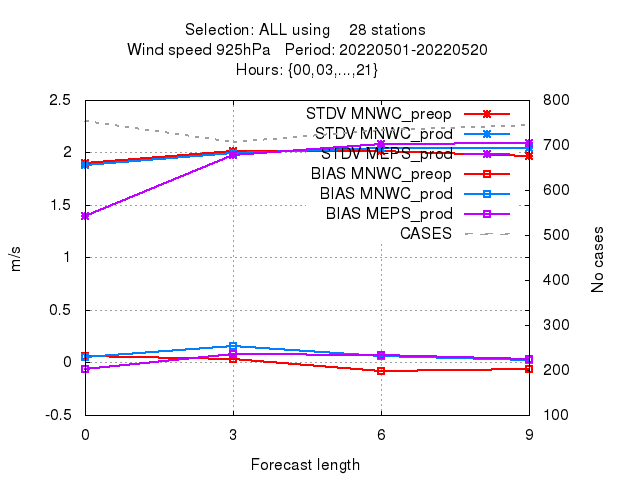 Selection: ALL using    28 stations
Wind speed 925hPa   Period: 20220501-20220520
Hours: {00,03,...,21}
2.5
2
1.5
1
0.5
0
-0.5
800
700
600
500
400
300
200
100
STDV MNWC_preop
STDV MNWC_prod
STDV MEPS_prod
BIAS MNWC_preop
BIAS MNWC_prod
BIAS MEPS_prod
CASES
m/s
No cases
0 3 6 9
Forecast length